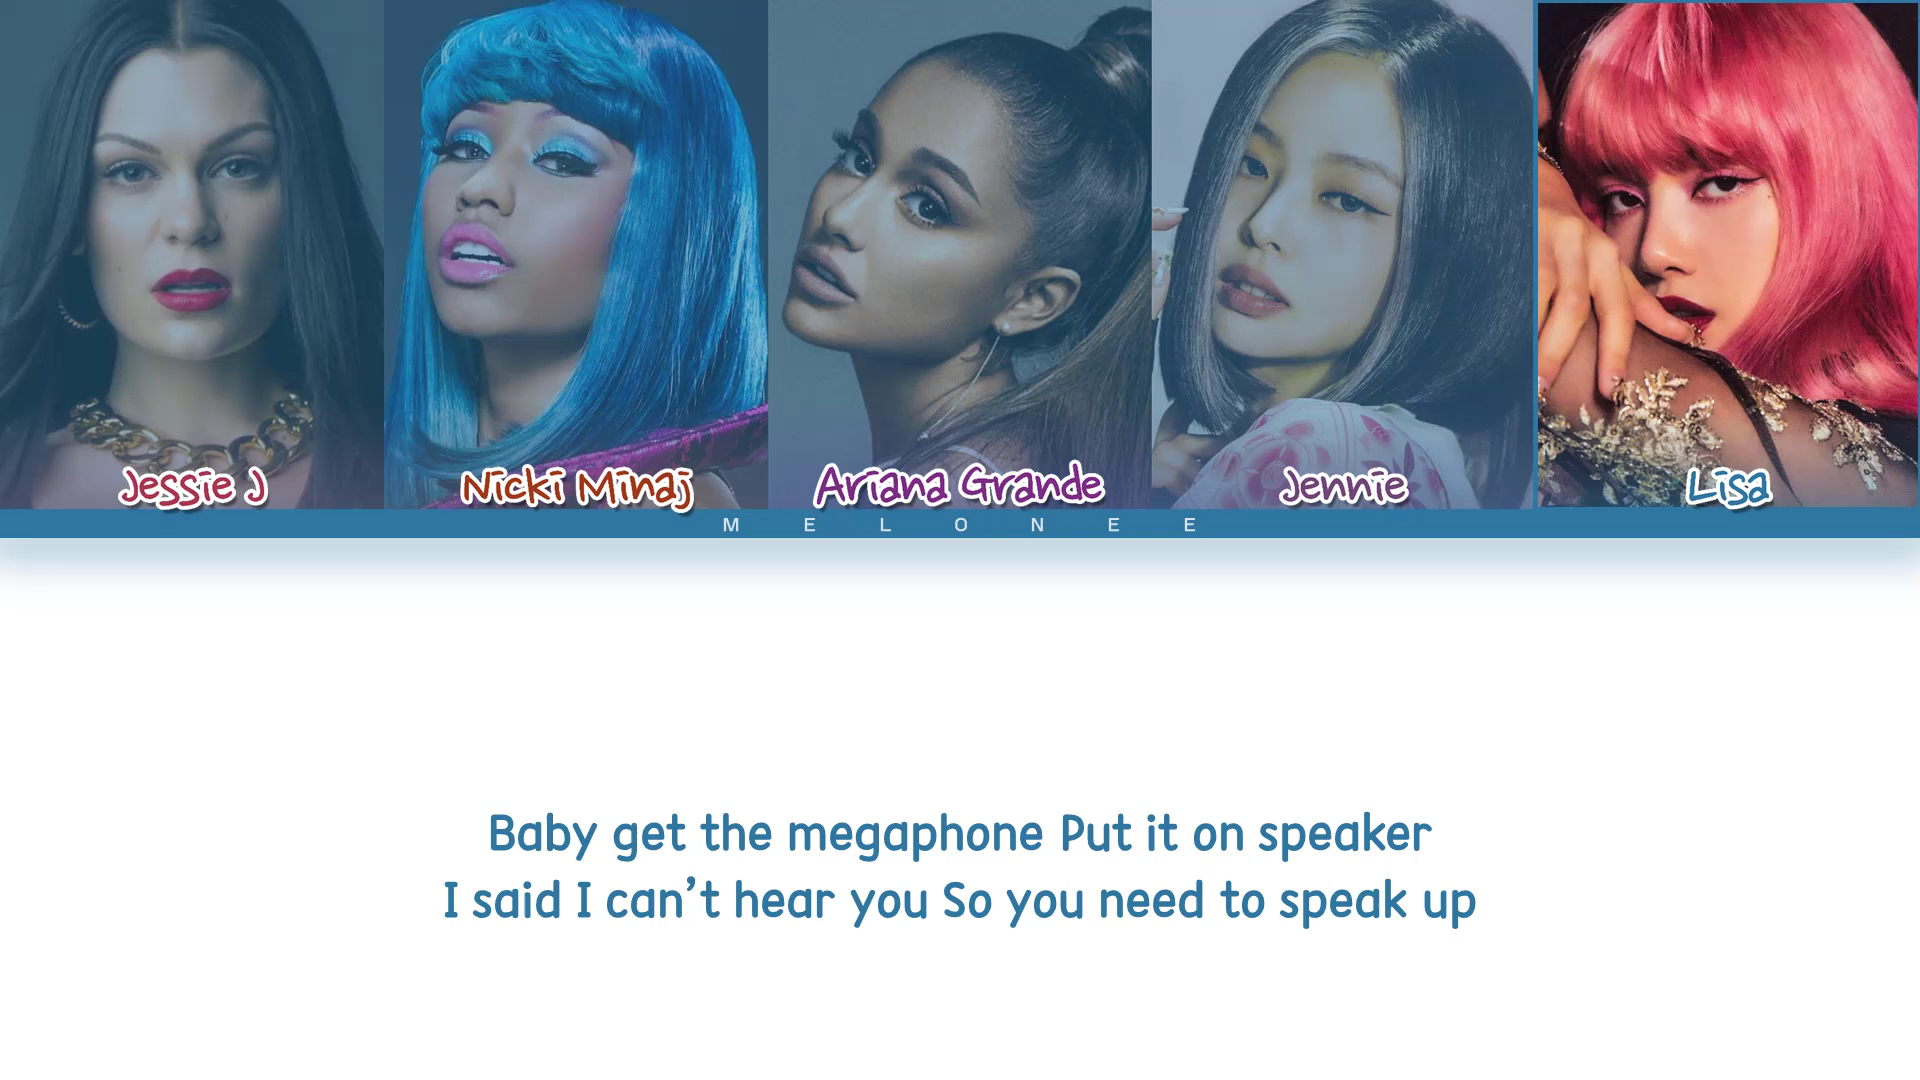 Jessie J
Nicki Minaj
Ariana Grande
Jennie
Lisa
MELONEE
Baby get the megaphone Put it on speaker
I said I can’t hear you So you need to speak up